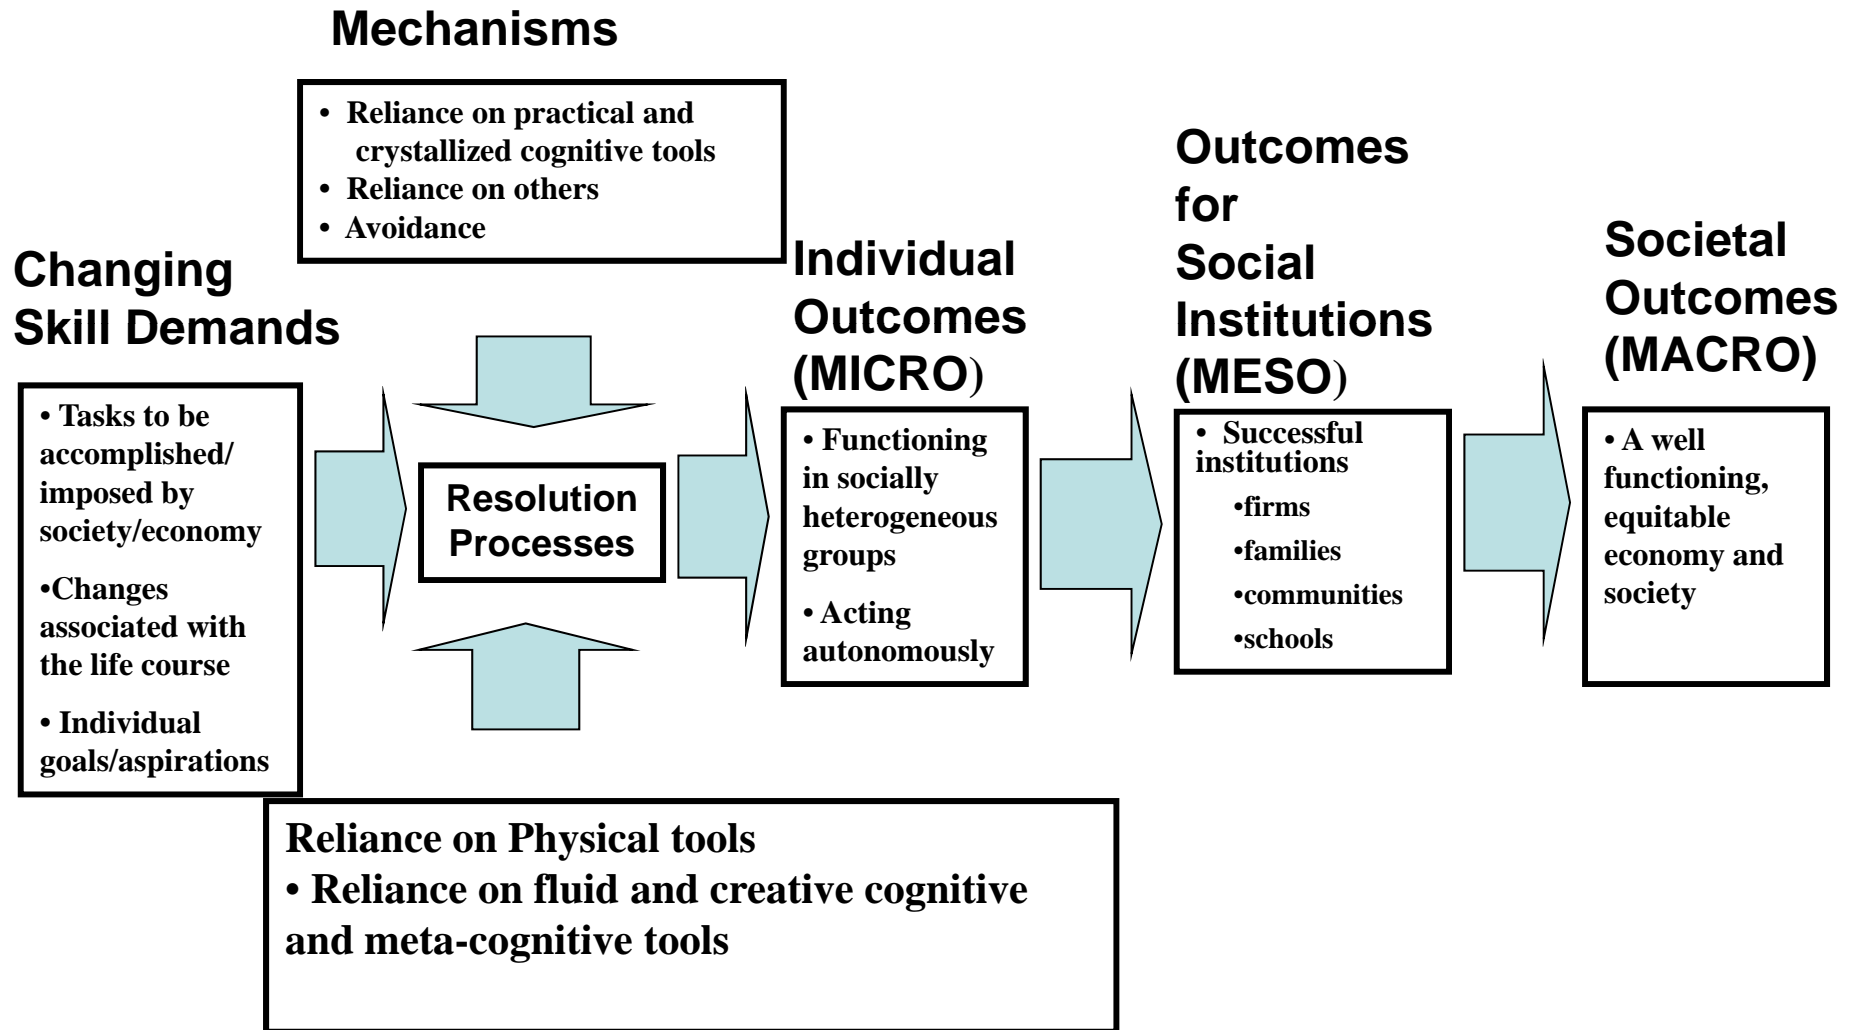 Mechanisms
• Reliance on practical and
crystallized cognitive tools
• Reliance on others
• Avoidance
Changing
Skill Demands
• Tasks to be
accomplished/
imposed by
society/economy
•Changes
associated with
the life course
• Individual
goals/aspirations
Resolution
Processes
Reliance on Physical tools
• Reliance on fluid and creative cognitive
and meta-cognitive tools
Individual
Outcomes
(MICRO)
• Functioning
in socially
heterogeneous
groups
• Acting
autonomously
Outcomes
for
Social
Institutions
(MESO)
• Successful
institutions
•firms
•families
•communities
•schools
Societal
Outcomes
(MACRO)
• A well
functioning,
equitable
economy and
society